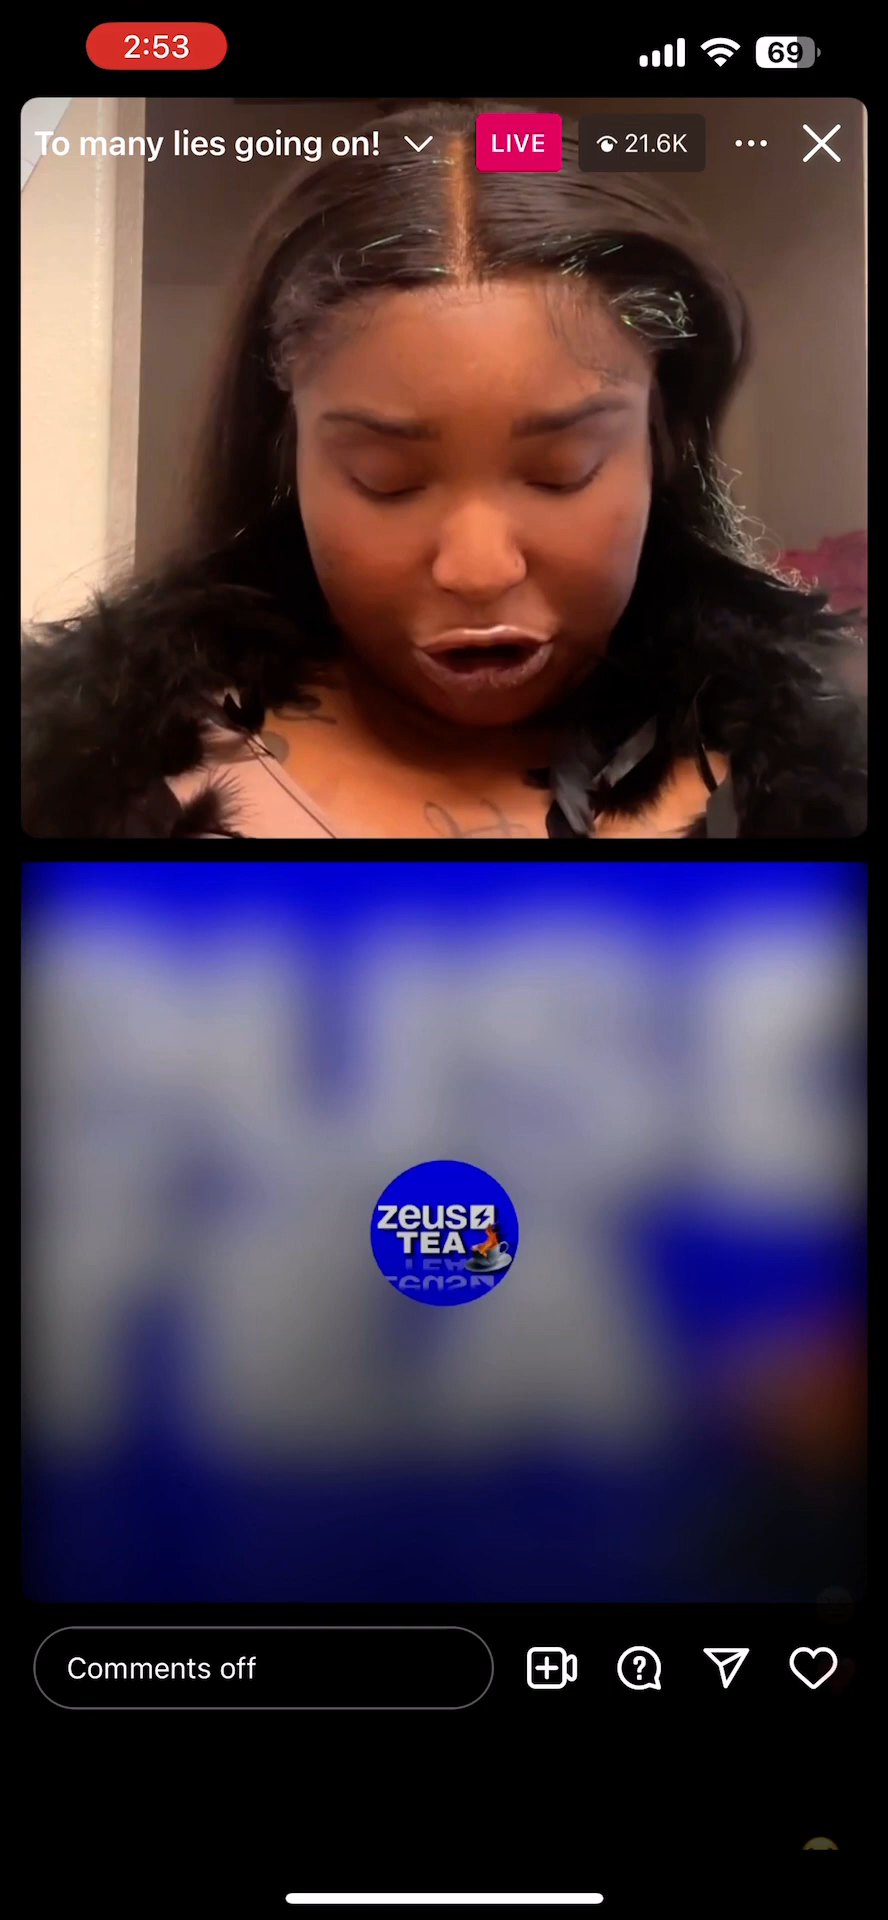 2:53
69
To many lies going on!
LIVE
21.6K
zeus
TEA
Comments off